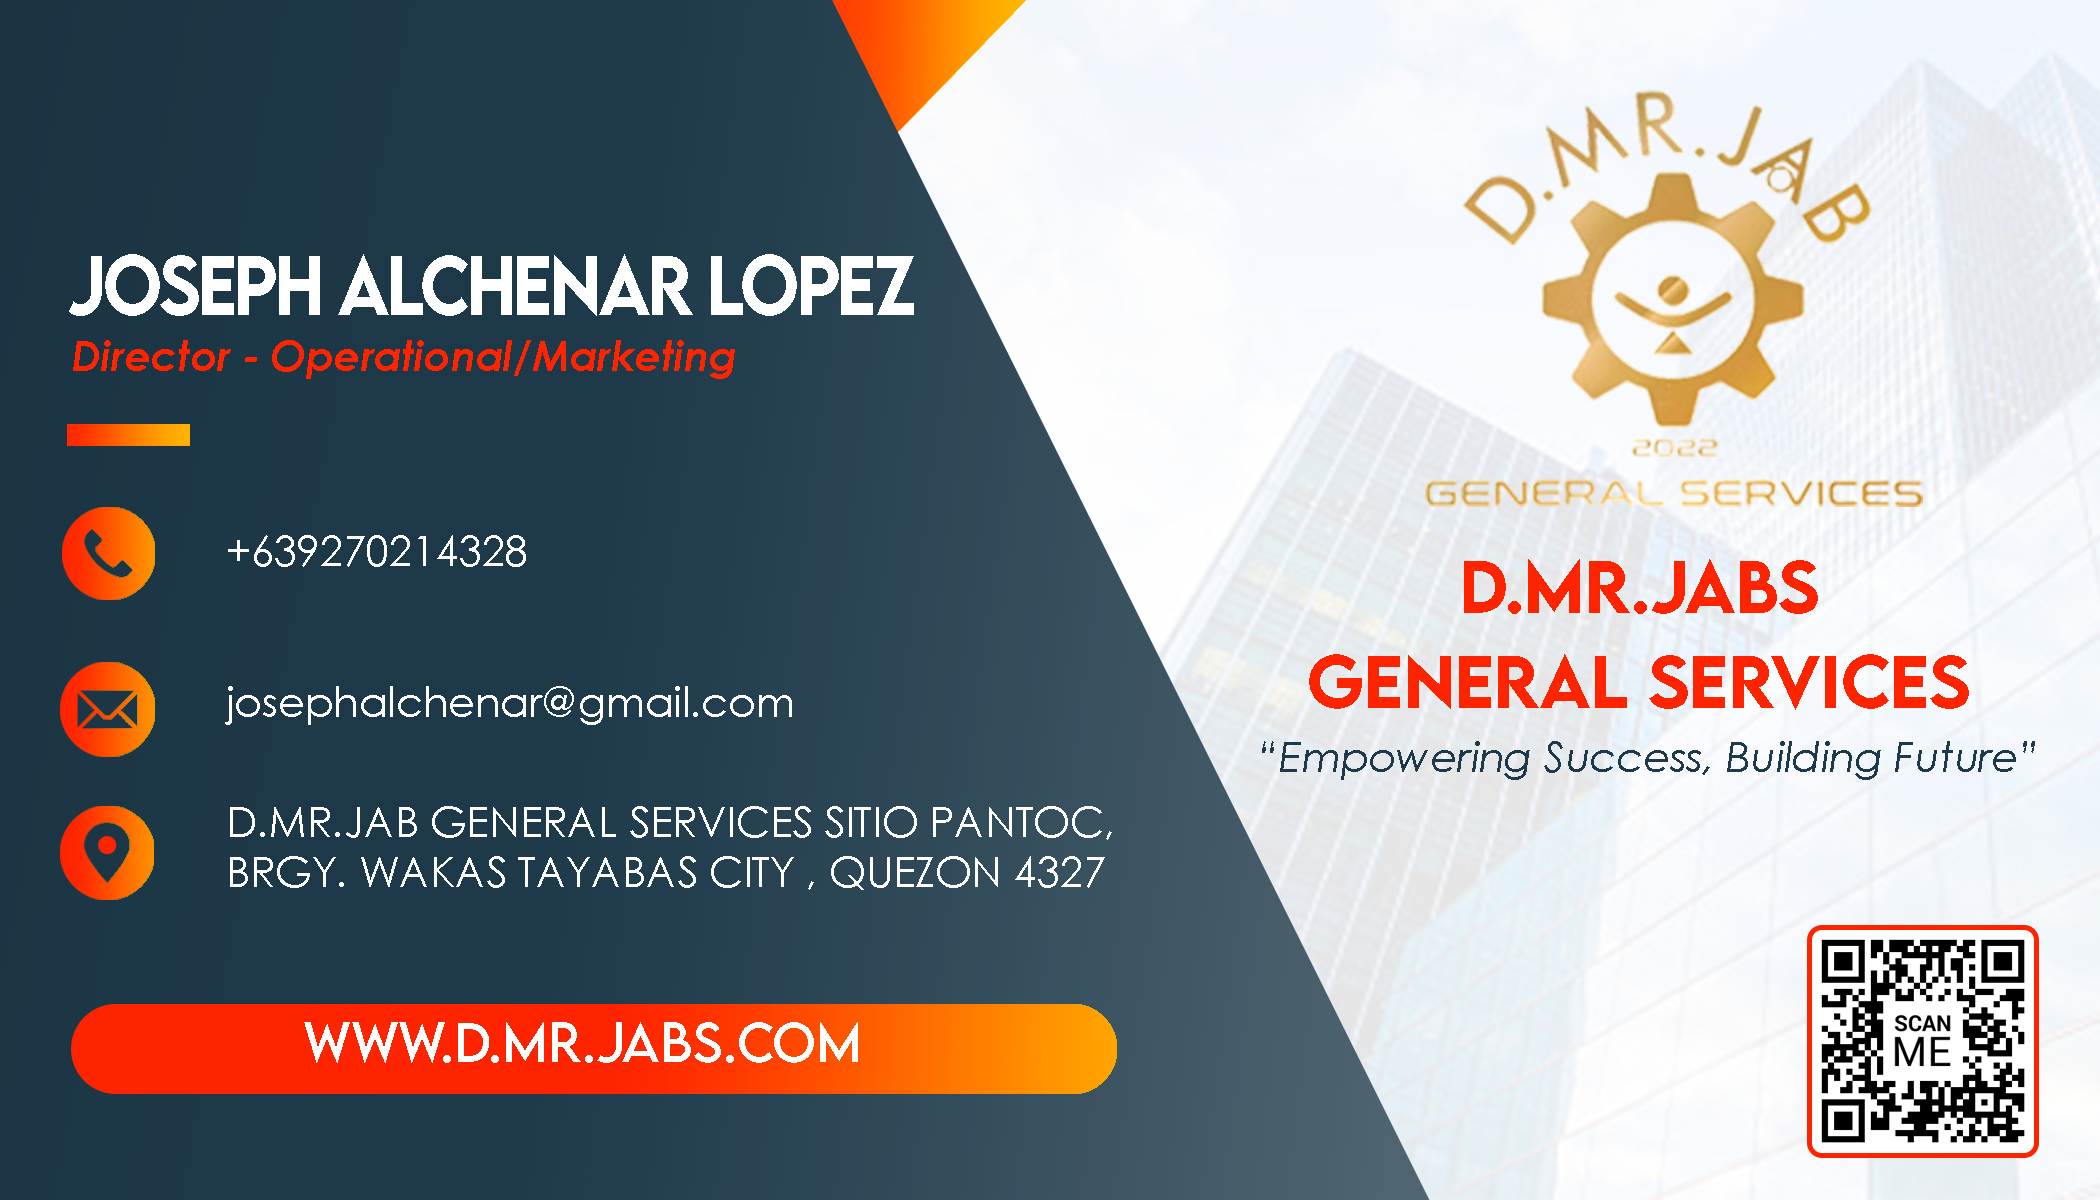 JOSEPH ALCHENAR LOPEZ
Director - Operational/Marketing
+639270214328
josephalchenar@gmail.com
D.MR.JAB GENERAL SERVICES SITIO PANTOC,
BRGY. WAKAS TAYABAS CITY , QUEZON 4327
WWW.D.MR.JABS.COM
D.MR.JAB
2022
GENERAL SERVICES
D.MR.JABS
GENERAL SERVICES
“Empowering Success, Building Future”
SCAN
ME